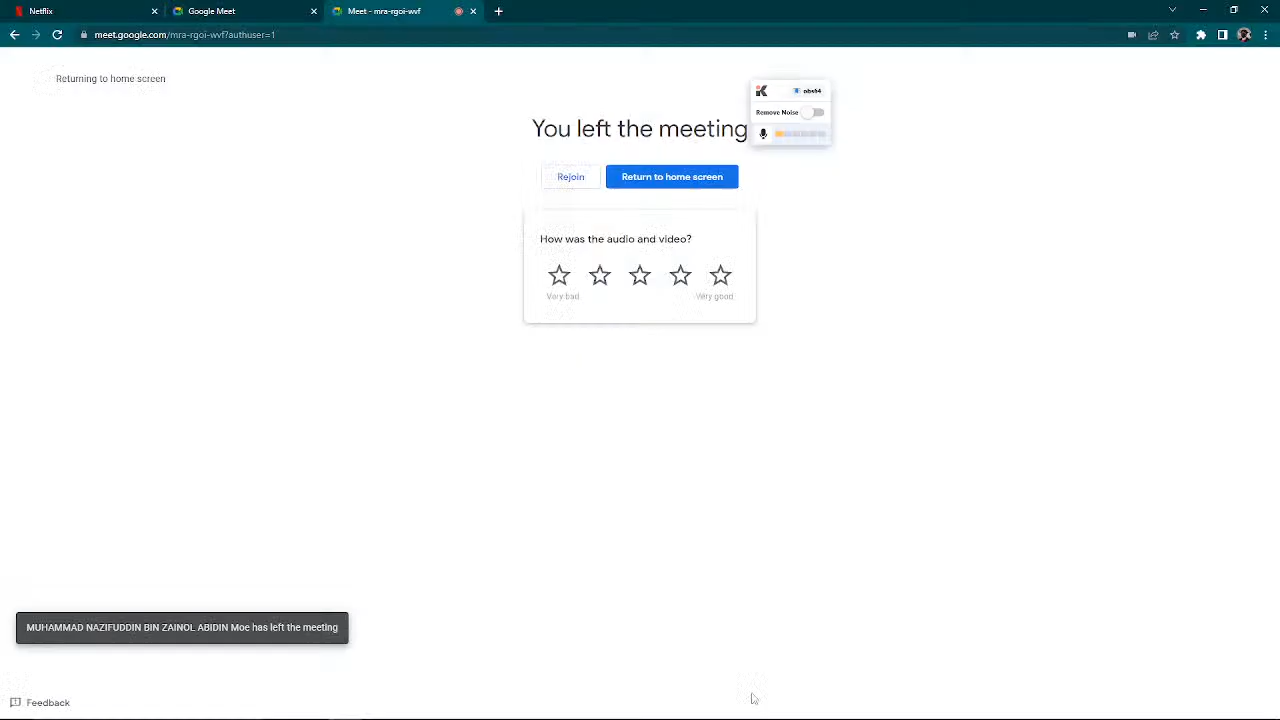 Netflix
Google Meet
Meet - mra-rgoi-wvf
meet.google.com/mra-rgoi-wvf?authuser=1
Returning to home screen
You left the meeting
Remove Noise
Rejoin
Return to home screen
How was the audio and video?
Very bad
Very good
MUHAMMAD NAZIFUDDIN BIN ZAINOL ABIDIN Moe has left the meeting
Feedback